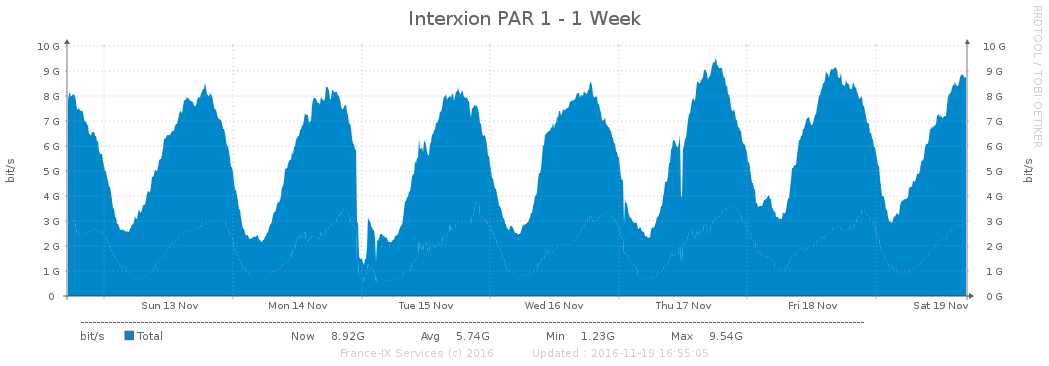 Interxion PAR 1 - 1 Week
RRDTOOL / TOBI OETIKER
bit/s
10 G 10 G
9 G 9 G
8 G 8 G
7 G 7 G
6 G 6 G
5 G 5 G
4 G 4 G
3 G 3 G
2 G 2 G
1 G 1 G
0 0 G
bit/s
Sun 13 Nov Mon 14 Nov Tue 15 Nov Wed 16 Nov Thu 17 Nov Fri 18 Nov Sat 19 Nov
bit/s Total Now 8.92G Avg 5.74G Min 1.23G Max 9.54G
France-IX Services (c) 2016 Updated : 2016-11-19 16:55:05